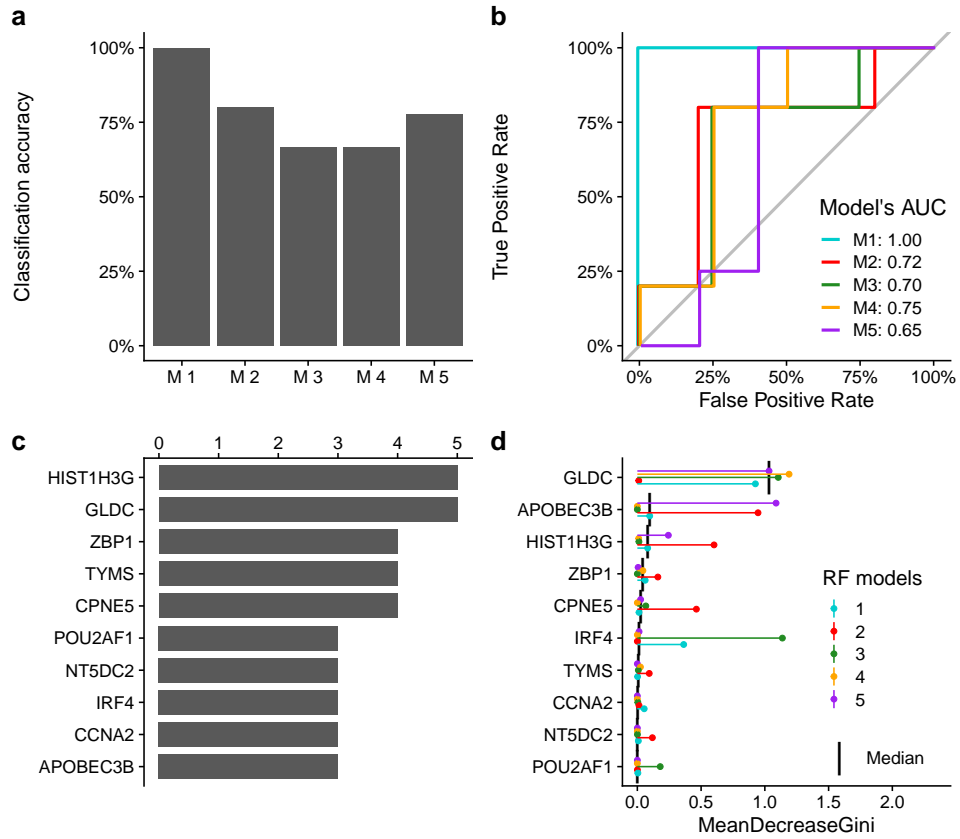 a
Classification accuracy
100%
75%
50%
25%
0%
M 1 M 2 M 3 M 4 M 5
b
True Positive Rate
100%
75%
50%
25%
0%
Model's AUC
M1: 1.00
M2: 0.72
M3: 0.70
M4: 0.75
M5: 0.65
0% 25% 50% 75% 100%
False Positive Rate
c
0 1 2 3 4 5
HIST1H3G
GLDC
ZBP1
TYMS
CPNE5
POU2AF1
NT5DC2
IRF4
CCNA2
APOBEC3B
d
GLDC
APOBEC3B
HIST1H3G
ZBP1
CPNE5
IRF4
TYMS
CCNA2
NT5DC2
POU2AF1
RF models
1
2
3
4
5
Median
0.0 0.5 1.0 1.5 2.0
MeanDecreaseGini